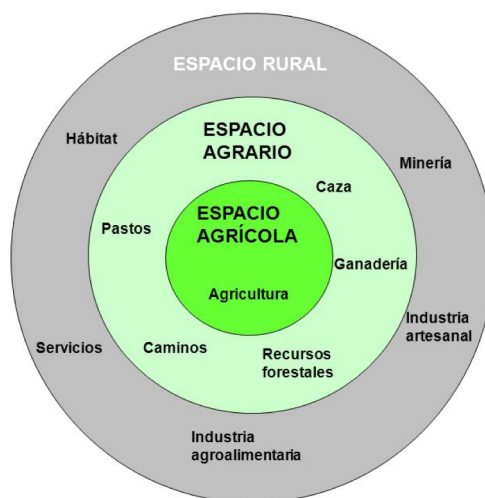 ESPACIO RURAL
Hábitat
ESPACIO
AGRARIO
Minería
Caza
ESPACIO
AGRÍCOLA
Pastos
Ganadería
Agricultura
Industria
artesanal
Servicios
Caminos
Recursos
forestales
Industria
agroalimentaria